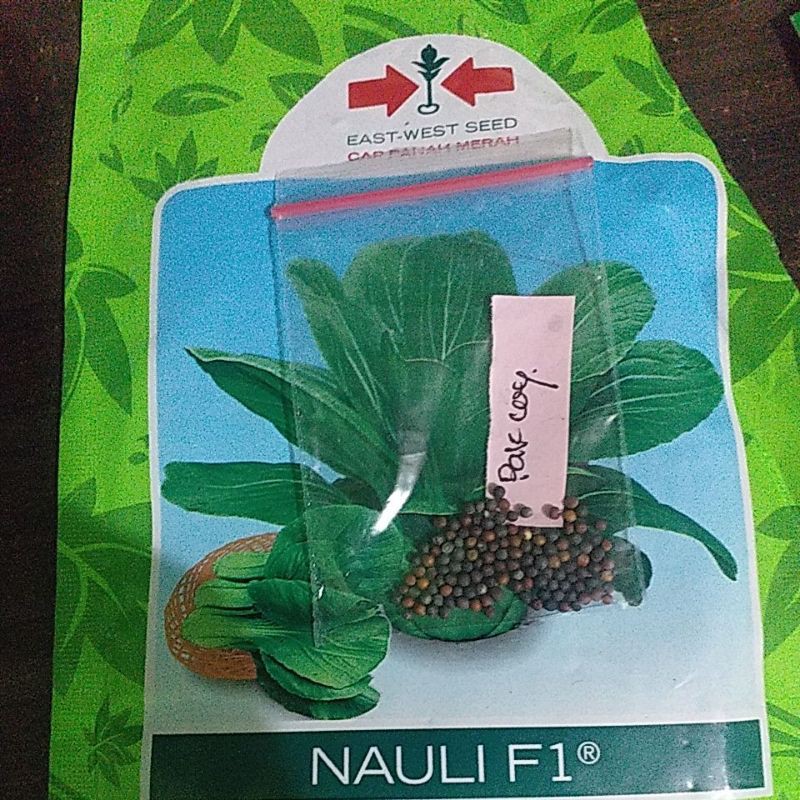 EAST-WEST SEED
CAP PANAH MERAH
Pak coy.
NAULI F1®